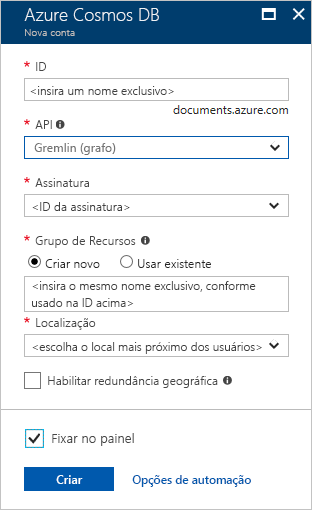 Azure Cosmos DB
Nova conta
* ID
<insira um nome exclusivo>
documents.azure.com
* API
Gremlin (grafo)
* Assinatura
<ID da assinatura>
* Grupo de Recursos
Criar novo Usar existente
<insira o mesmo nome exclusivo, conforme
usado na ID acima>
* Localização
<escolha o local mais próximo dos usuários>
Habilitar redundância geográfica
Fixar no painel
Criar Opções de automação